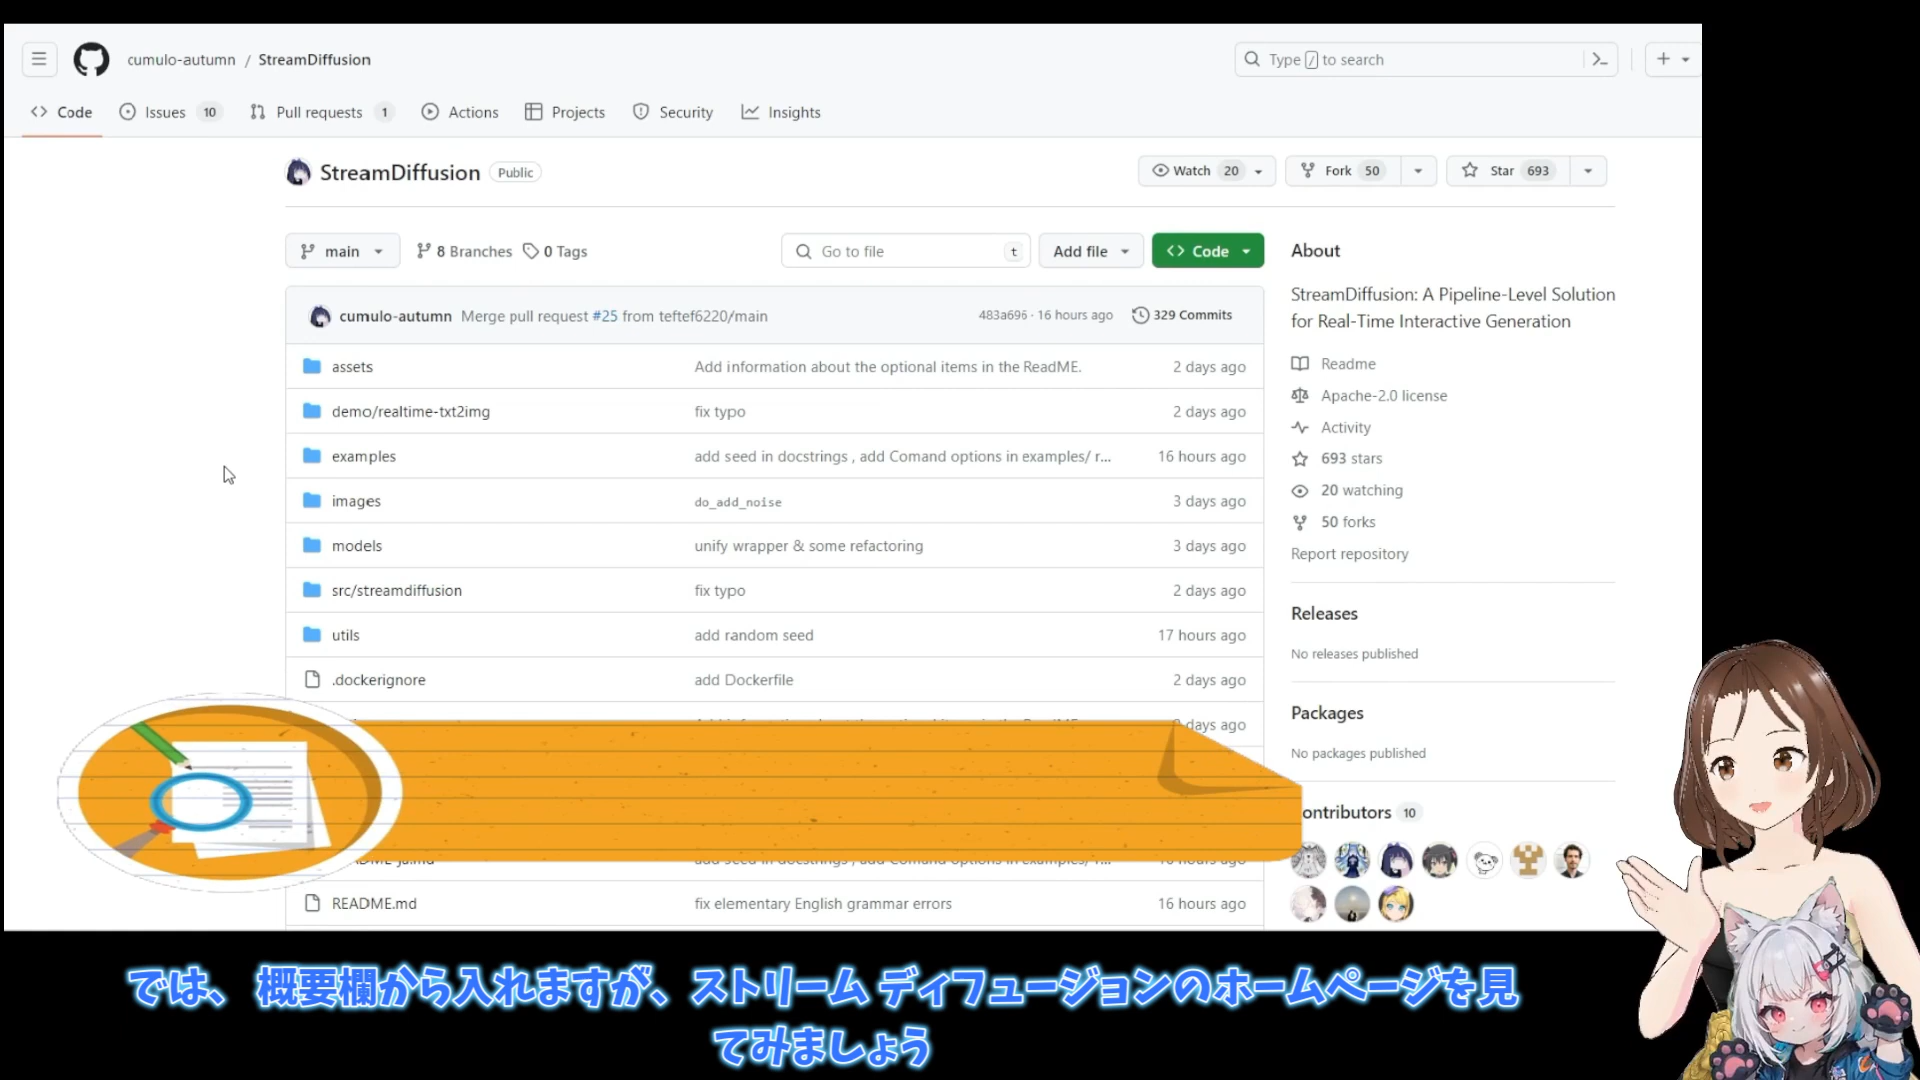 cumulo-autumn / StreamDiffusion
Type / to search
Code
Issues 10
Pull requests 1
Actions
Projects
Security
Insights
StreamDiffusion Public
Watch 20
Fork 50
Star 693
main
8 Branches
0 Tags
Go to file t
Add file
Code
cumulo-autumn Merge pull request #25 from teftef6220/main
483a696 · 16 hours ago
329 Commits
assets Add information about the optional items in the ReadME. 2 days ago
demo/realtime-txt2img fix typo 2 days ago
examples add seed in docstrings , add Comand options in examples/ r... 16 hours ago
images do_add_noise 3 days ago
models unify wrapper & some refactoring 3 days ago
src/streamdiffusion fix typo 2 days ago
utils add random seed 17 hours ago
.dockerignore add Dockerfile 2 days ago
days ago
README.md fix elementary English grammar errors 16 hours ago
About
StreamDiffusion: A Pipeline-Level Solution
for Real-Time Interactive Generation
Readme
Apache-2.0 license
Activity
693 stars
20 watching
50 forks
Report repository
Releases
No releases published
Packages
No packages published
ontributors 10
では、概要欄から入れますが、ストリーム ディフュージョンのホームページを見
てみましょう